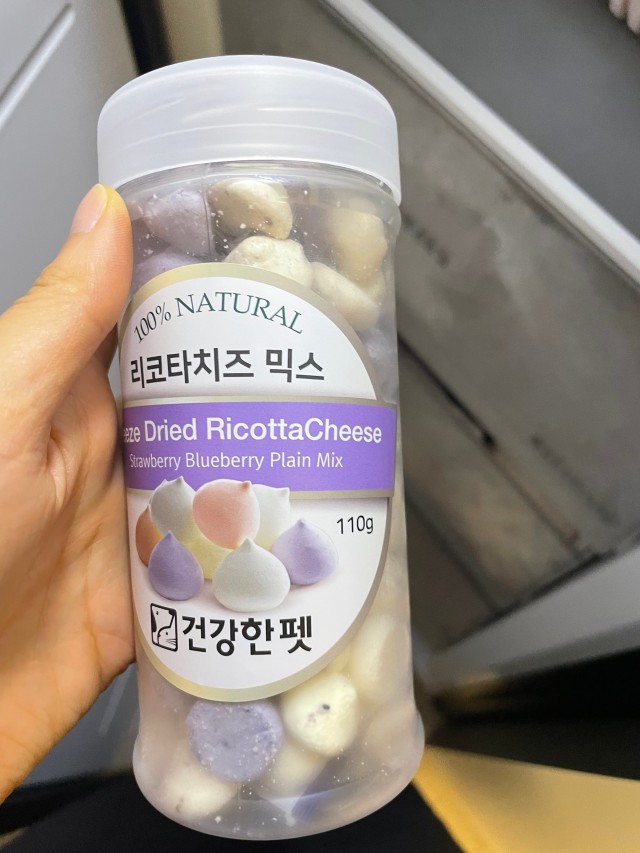 100% NATURAL
리코타치즈 믹스
Dried RicottaCheese
Strawberry Blueberry Plain Mix
110g
건강한펫